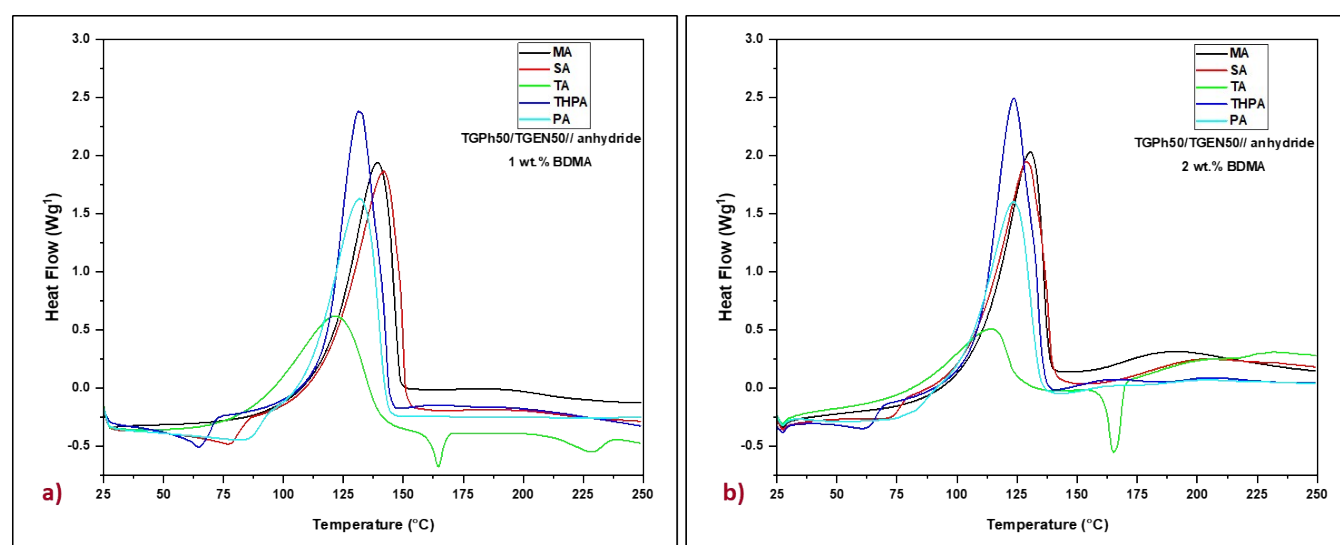 3.0
2.5
2.0
1.5
1.0
0.5
0.0
-0.5
Heat Flow (Wg¹)
MA
SA
TA
THPA
PA
TGPh50/TGEN50// anhydride
1 wt.% BDMA
a)
25 50 75 100 125 150 175 200 225 250
Temperature (°C)
3.0
2.5
2.0
1.5
1.0
0.5
0.0
-0.5
Heat Flow (Wg¹)
MA
SA
TA
THPA
PA
TGPh50/TGEN50// anhydride
2 wt.% BDMA
b)
25 50 75 100 125 150 175 200 225 250
Temperature (°C)